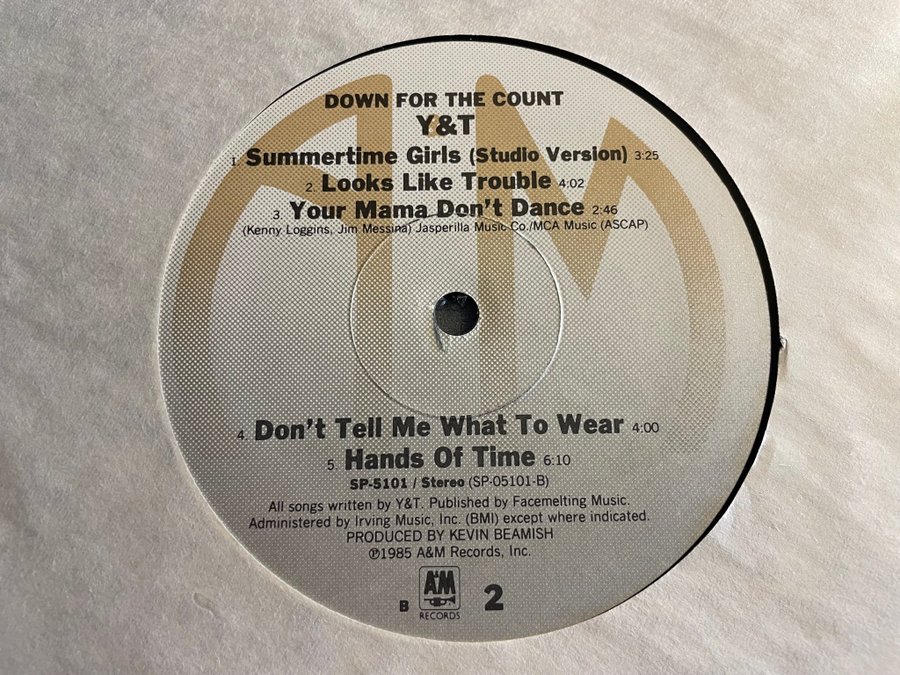 DOWN FOR THE COUNT
Y&T
1. Summertime Girls (Studio Version) 3:25
2. Looks Like Trouble 4:02
3. Your Mama Don't Dance 2:46
(Kenny Loggins, Jim Messina) Jasperilla Music Co./MCA Music (ASCAP)
4. Don't Tell Me What To Wear 4:00
5. Hands Of Time 6:10
SP-5101 / Stereo (SP-05101-B)
All songs written by Y&T. Published by Facemelting Music.
Administered by Irving Music, Inc. (BMI) except where indicated.
PRODUCED BY KEVIN BEAMISH
℗1985 A&M Records, Inc.
A&M
RECORDS
B 2